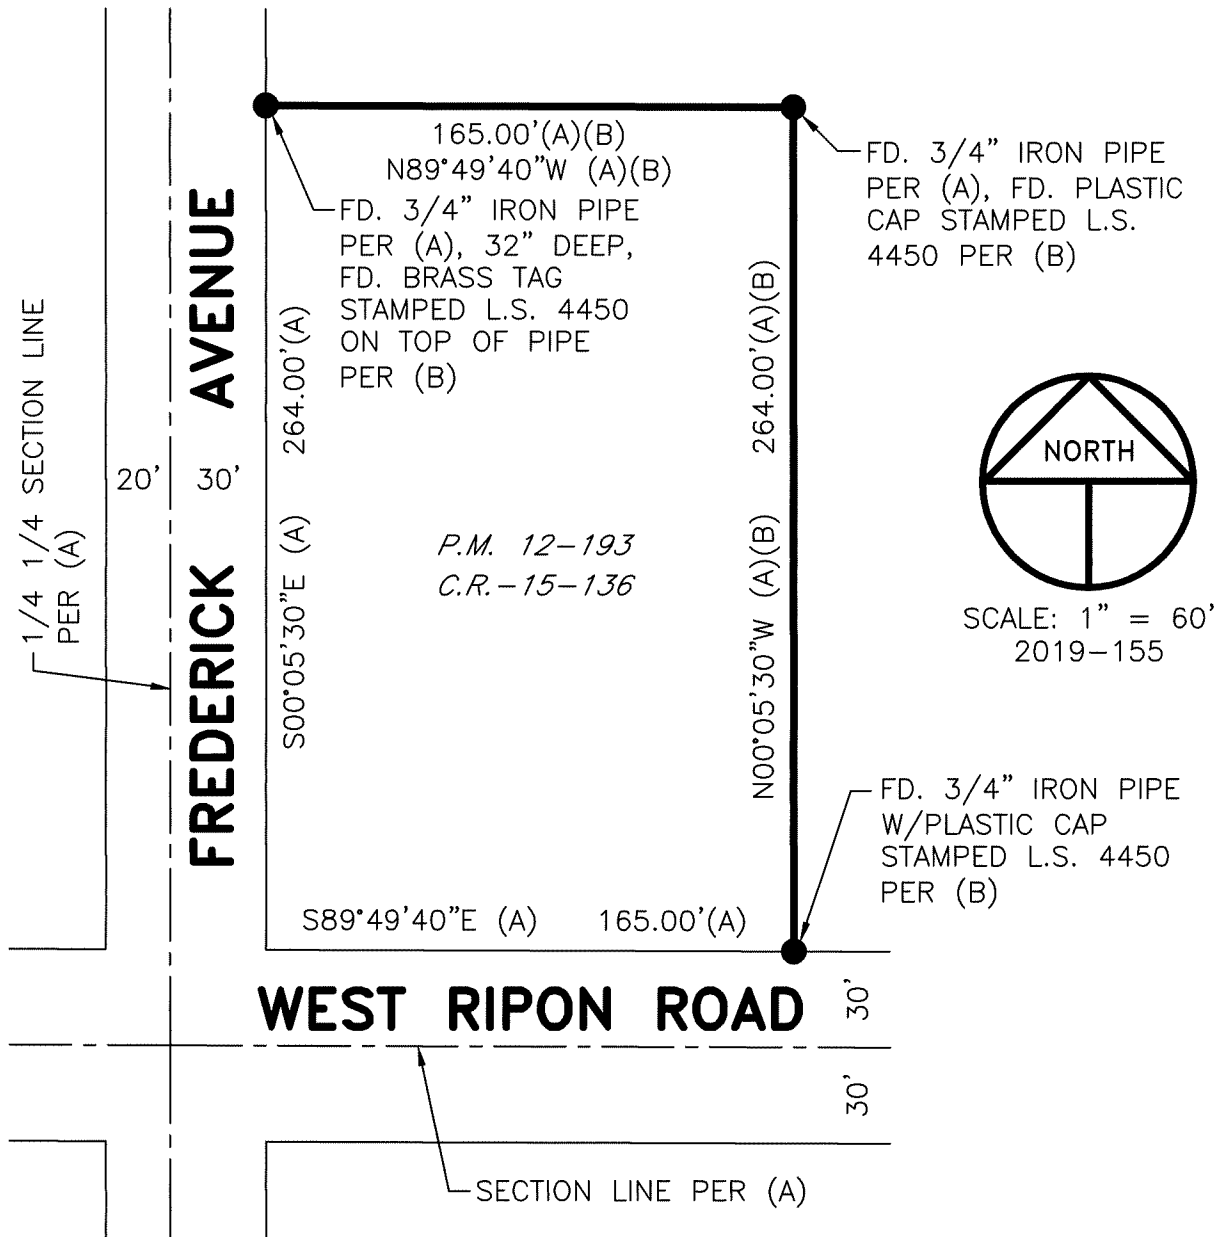 165.00'(A)(B)
N89°49'40"W (A)(B)
FD. 3/4" IRON PIPE
PER (A), 32" DEEP,
FD. BRASS TAG
STAMPED L.S. 4450
ON TOP OF PIPE
PER (B)
FD. 3/4" IRON PIPE
PER (A), FD. PLASTIC
CAP STAMPED L.S.
4450 PER (B)
1/4 1/4 SECTION LINE
PER (A)
20'
30'
FREDERICK AVENUE
S00°05'30"E (A) 264.00'(A)
P.M. 12-193
C.R.-15-136
N00°05'30"W (A)(B) 264.00'(A)(B)
NORTH
SCALE: 1" = 60'
2019-155
FD. 3/4" IRON PIPE
W/PLASTIC CAP
STAMPED L.S. 4450
PER (B)
S89°49'40"E (A) 165.00'(A)
WEST RIPON ROAD
30'
30'
SECTION LINE PER (A)